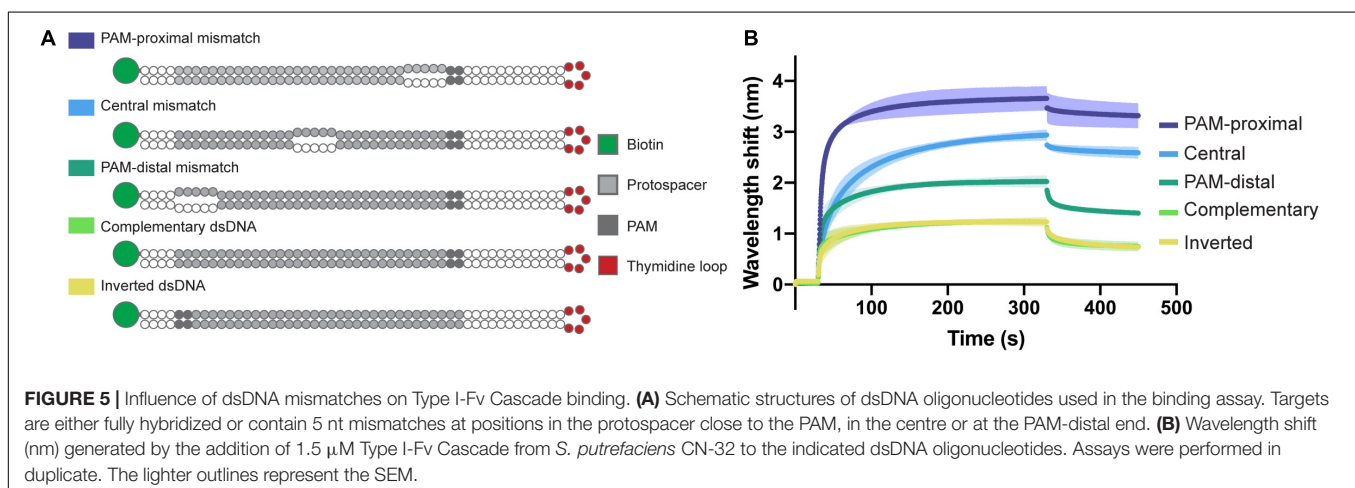 A
PAM-proximal mismatch
Central mismatch
PAM-distal mismatch
Complementary dsDNA
Inverted dsDNA
Biotin
Protospacer
PAM
Thymidine loop
B
Wavelength shift (nm)
4
3
2
1
0
100
200
300
400
500
Time (s)
PAM-proximal
Central
PAM-distal
Complementary
Inverted
FIGURE 5 | Influence of dsDNA mismatches on Type I-Fv Cascade binding. (A) Schematic structures of dsDNA oligonucleotides used in the binding assay. Targets
are either fully hybridized or contain 5 nt mismatches at positions in the protospacer close to the PAM, in the centre or at the PAM-distal end. (B) Wavelength shift
(nm) generated by the addition of 1.5 μM Type I-Fv Cascade from S. putrefaciens CN-32 to the indicated dsDNA oligonucleotides. Assays were performed in
duplicate. The lighter outlines represent the SEM.